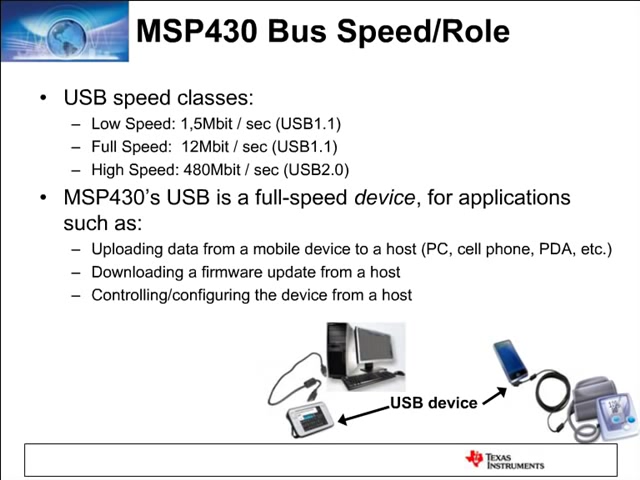 MSP430 Bus Speed/Role
• USB speed classes:
– Low Speed: 1,5Mbit / sec (USB1.1)
– Full Speed:  12Mbit / sec (USB1.1)
– High Speed: 480Mbit / sec (USB2.0)
• MSP430's USB is a full-speed device, for applications
such as:
– Uploading data from a mobile device to a host (PC, cell phone, PDA, etc.)
– Downloading a firmware update from a host
– Controlling/configuring the device from a host
USB device
TEXAS
INSTRUMENTS